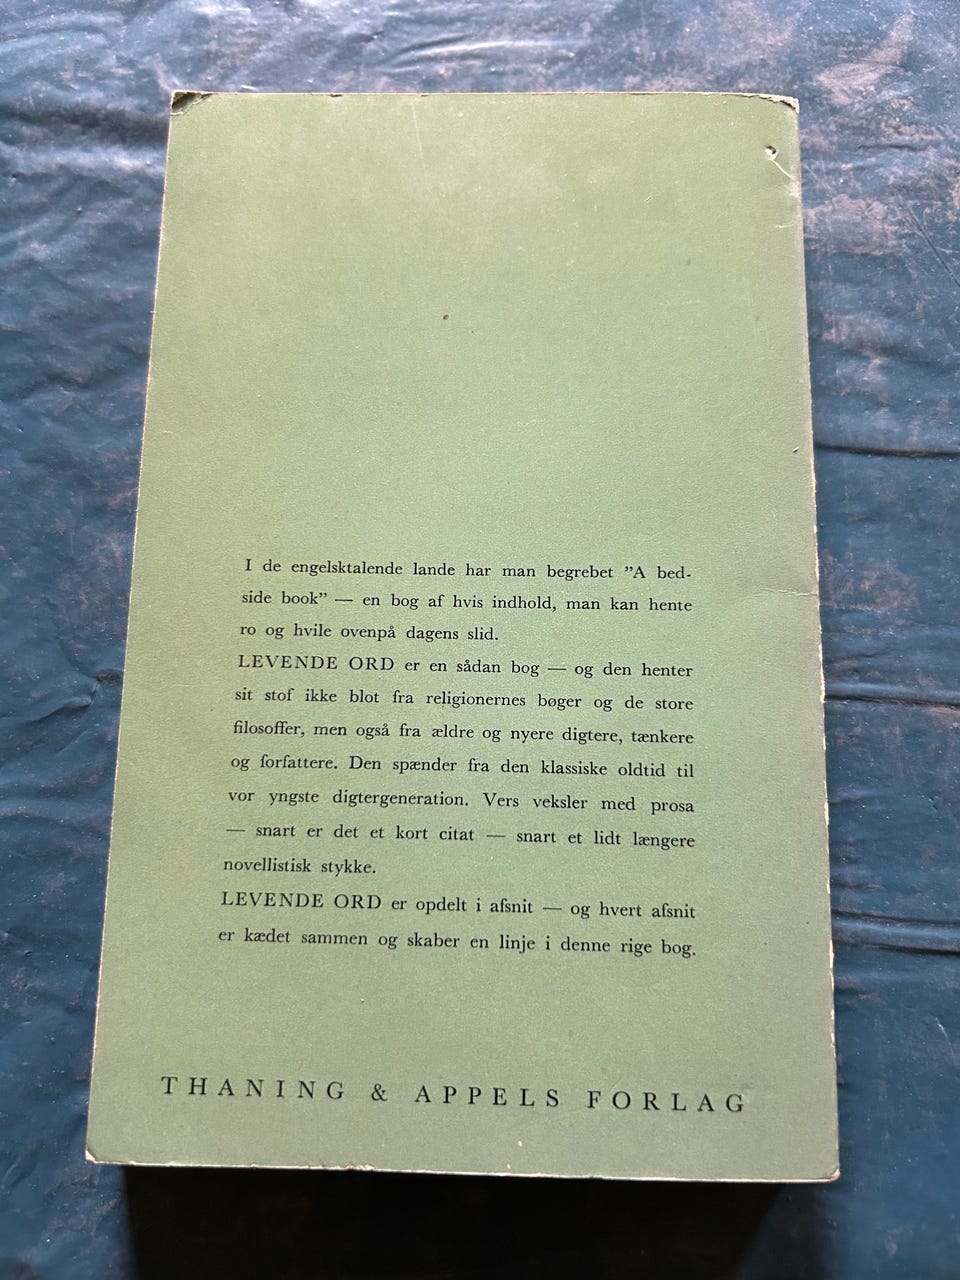 I de engelsktalende lande har man begrebet ”A bed-
side book” — en bog af hvis indhold, man kan hente
ro og hvile ovenpå dagens slid.
LEVENDE ORD er en sådan bog — og den henter
sit stof ikke blot fra religionernes bøger og de store
filosoffer, men også fra ældre og nyere digtere, tænkere
og forfattere. Den spænder fra den klassiske oldtid til
vor yngste digtergeneration. Vers veksler med prosa
— snart er det et kort citat — snart et lidt længere
novellistisk stykke.
LEVENDE ORD er opdelt i afsnit — og hvert afsnit
er kædet sammen og skaber en linje i denne rige bog.
THANING & APPELS FORLAG